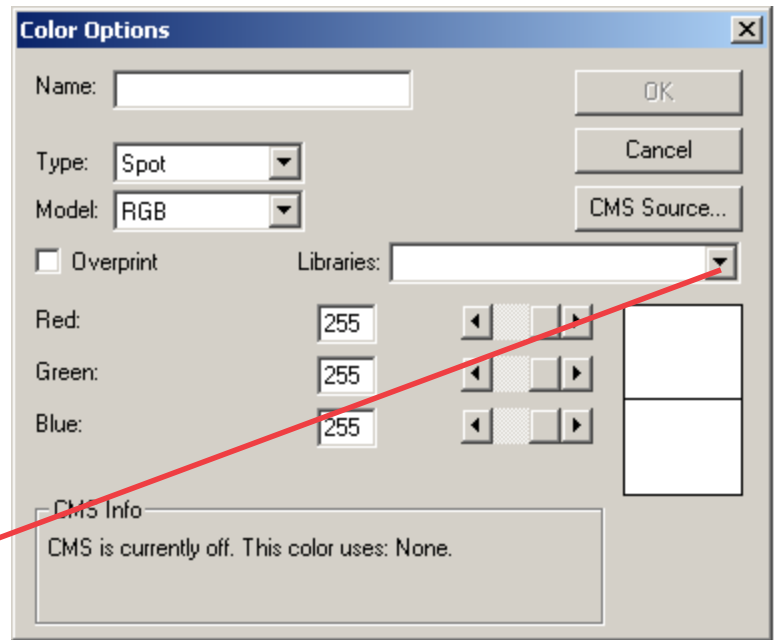 Color Options
Name:
OK
Type: Spot
Cancel
Model: RGB
CMS Source...
Overprint Libraries:
Red: 255
Green: 255
Blue: 255
CMS Info
CMS is currently off. This color uses: None.